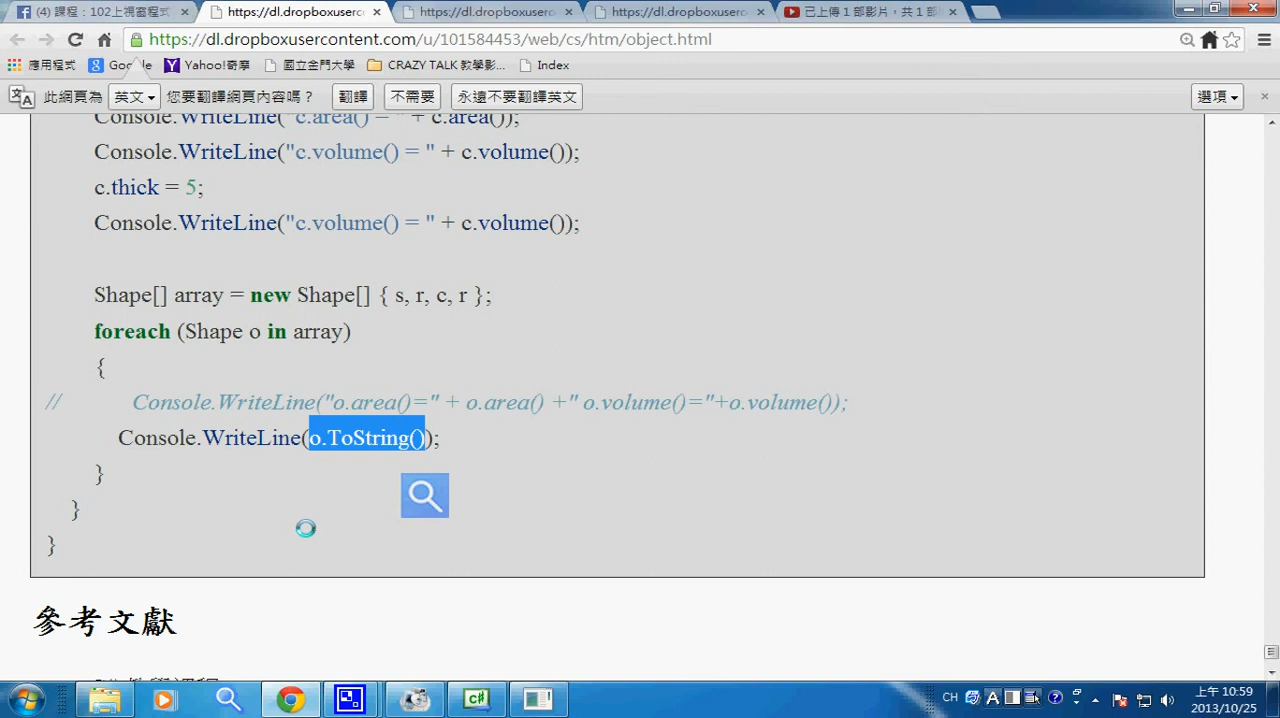 (4) 課程：102上視窗程式
https://dl.dropboxusercont
https://dl.dropboxusercon
https://dl.dropboxusercon
已上傳 1 部影片，共 1 部
https://dl.dropboxusercontent.com/u/101584453/web/cs/htm/object.html
應用程式 Google Yahoo!奇摩 國立金門大學 CRAZY TALK 教學影... Index
此網頁為 英文 您要翻譯網頁內容嗎？ 翻譯 不需要 永遠不要翻譯英文 選項
Console.WriteLine("c.area() = " + c.area());
Console.WriteLine("c.volume() = " + c.volume());
c.thick = 5;
Console.WriteLine("c.volume() = " + c.volume());
Shape[] array = new Shape[] { s, r, c, r };
foreach (Shape o in array)
{
// Console.WriteLine("o.area()=" + o.area() +" o.volume()="+o.volume());
Console.WriteLine(o.ToString());
}
}
}
參考文獻
CH A 上午 10:59
2013/10/25